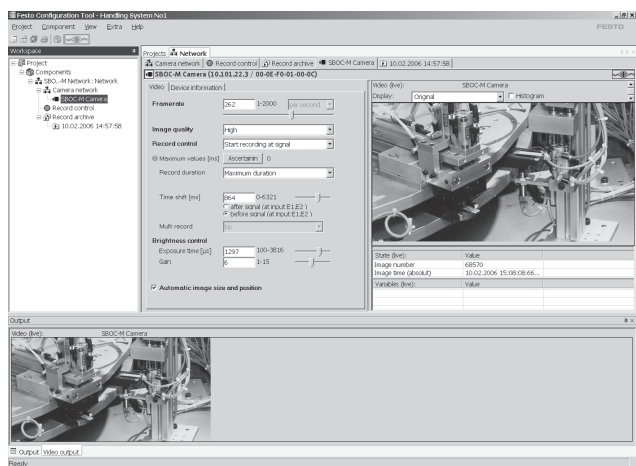 Festo Configuration Tool - Handling System No1
Project Component View Extra Help
FESTO
Workspace
Project
Components
SBO...-M Network : Network
Camera network
SBOC-M Camera
Record control
Record archive
10.02.2006 14:57:58
Projects Network
Camera network Record control Record archive SBOC-M Camera 10.02.2006 14:57:58
SBOC-M Camera (10.101.22.3 / 00-0E-F0-01-00-0C)
Video Device information
Framerate 262 1-2000 per second
Image quality High
Record control Start recording at signal
Maximum values [ms] Ascertainin 0
Record duration Maximum duration
Time shift [ms] 864 0-6321
after signal (at input E1,E2 )
before signal (at input E1,E2 )
Multi record No
Brightness control
Exposure time [µs] 1297 100-3816
Gain 6 1-15
Automatic image size and position
Video (live): SBOC-M Camera
Display: Original Histogram
State (live): Value
Image number 68570
Image time (absolut) 10.02.2006 15:08:08:66...
Variables (live): Value
Output
Video (live): SBOC-M Camera
Output Video output
Ready